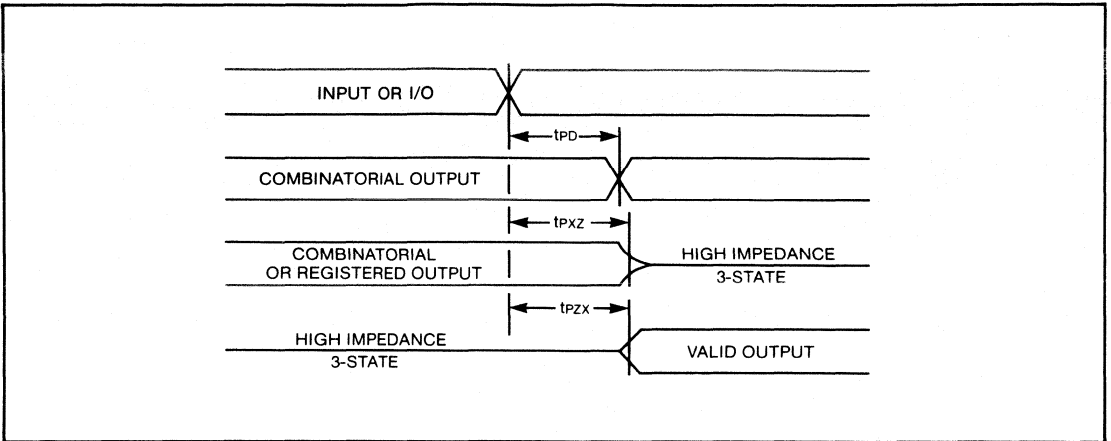 INPUT OR I/O
tPD
COMBINATORIAL OUTPUT
tPXZ
COMBINATORIAL
OR REGISTERED OUTPUT
HIGH IMPEDANCE
3-STATE
tPZX
HIGH IMPEDANCE
3-STATE
VALID OUTPUT